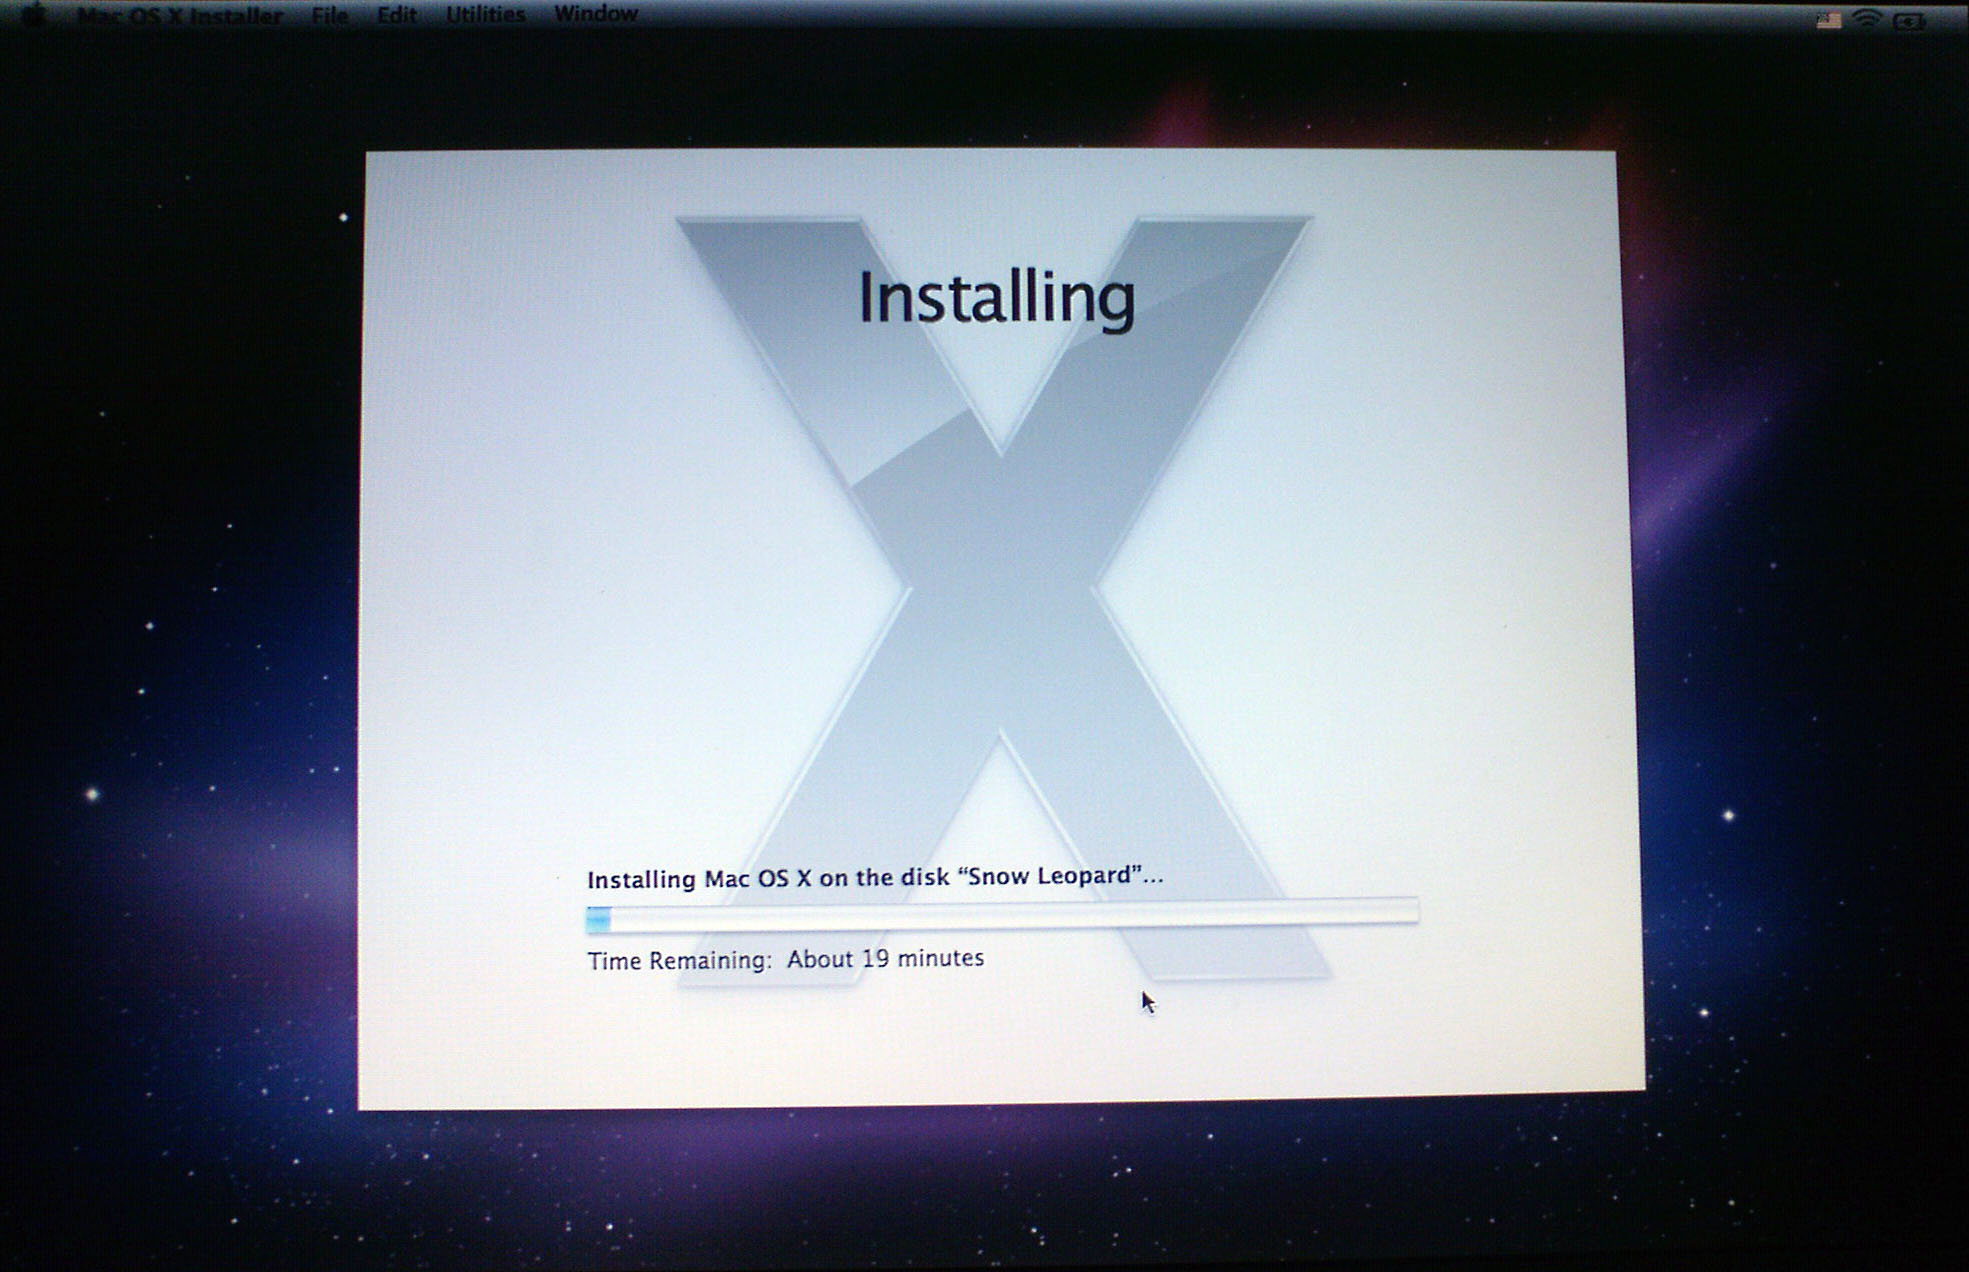 Mac OS X Installer File Edit Utilities Window
Installing
Installing Mac OS X on the disk “Snow Leopard”...
Time Remaining: About 19 minutes